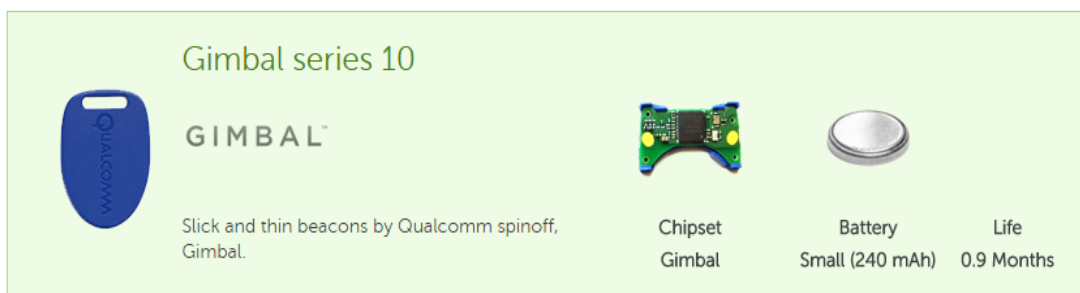 Gimbal series 10
QUALCOMM
GIMBAL™
Slick and thin beacons by Qualcomm spinoff,
Gimbal.
Chipset
Gimbal
Battery
Small (240 mAh)
Life
0.9 Months